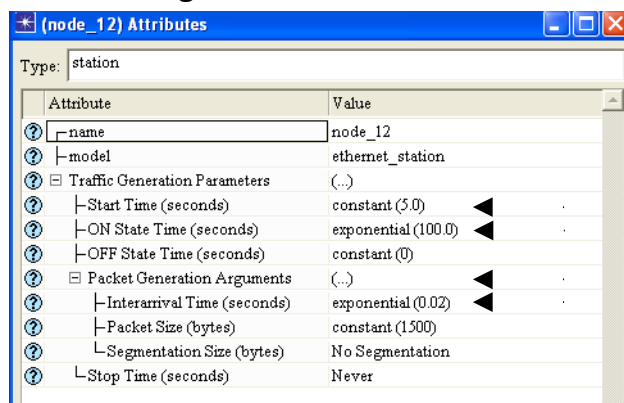 (node_12) Attributes
Type: station
Attribute Value
name node_12
model ethernet_station
Traffic Generation Parameters (...)
Start Time (seconds) constant (5.0)
ON State Time (seconds) exponential (100.0)
OFF State Time (seconds) constant (0)
Packet Generation Arguments (...)
Interarrival Time (seconds) exponential (0.02)
Packet Size (bytes) constant (1500)
Segmentation Size (bytes) No Segmentation
Stop Time (seconds) Never